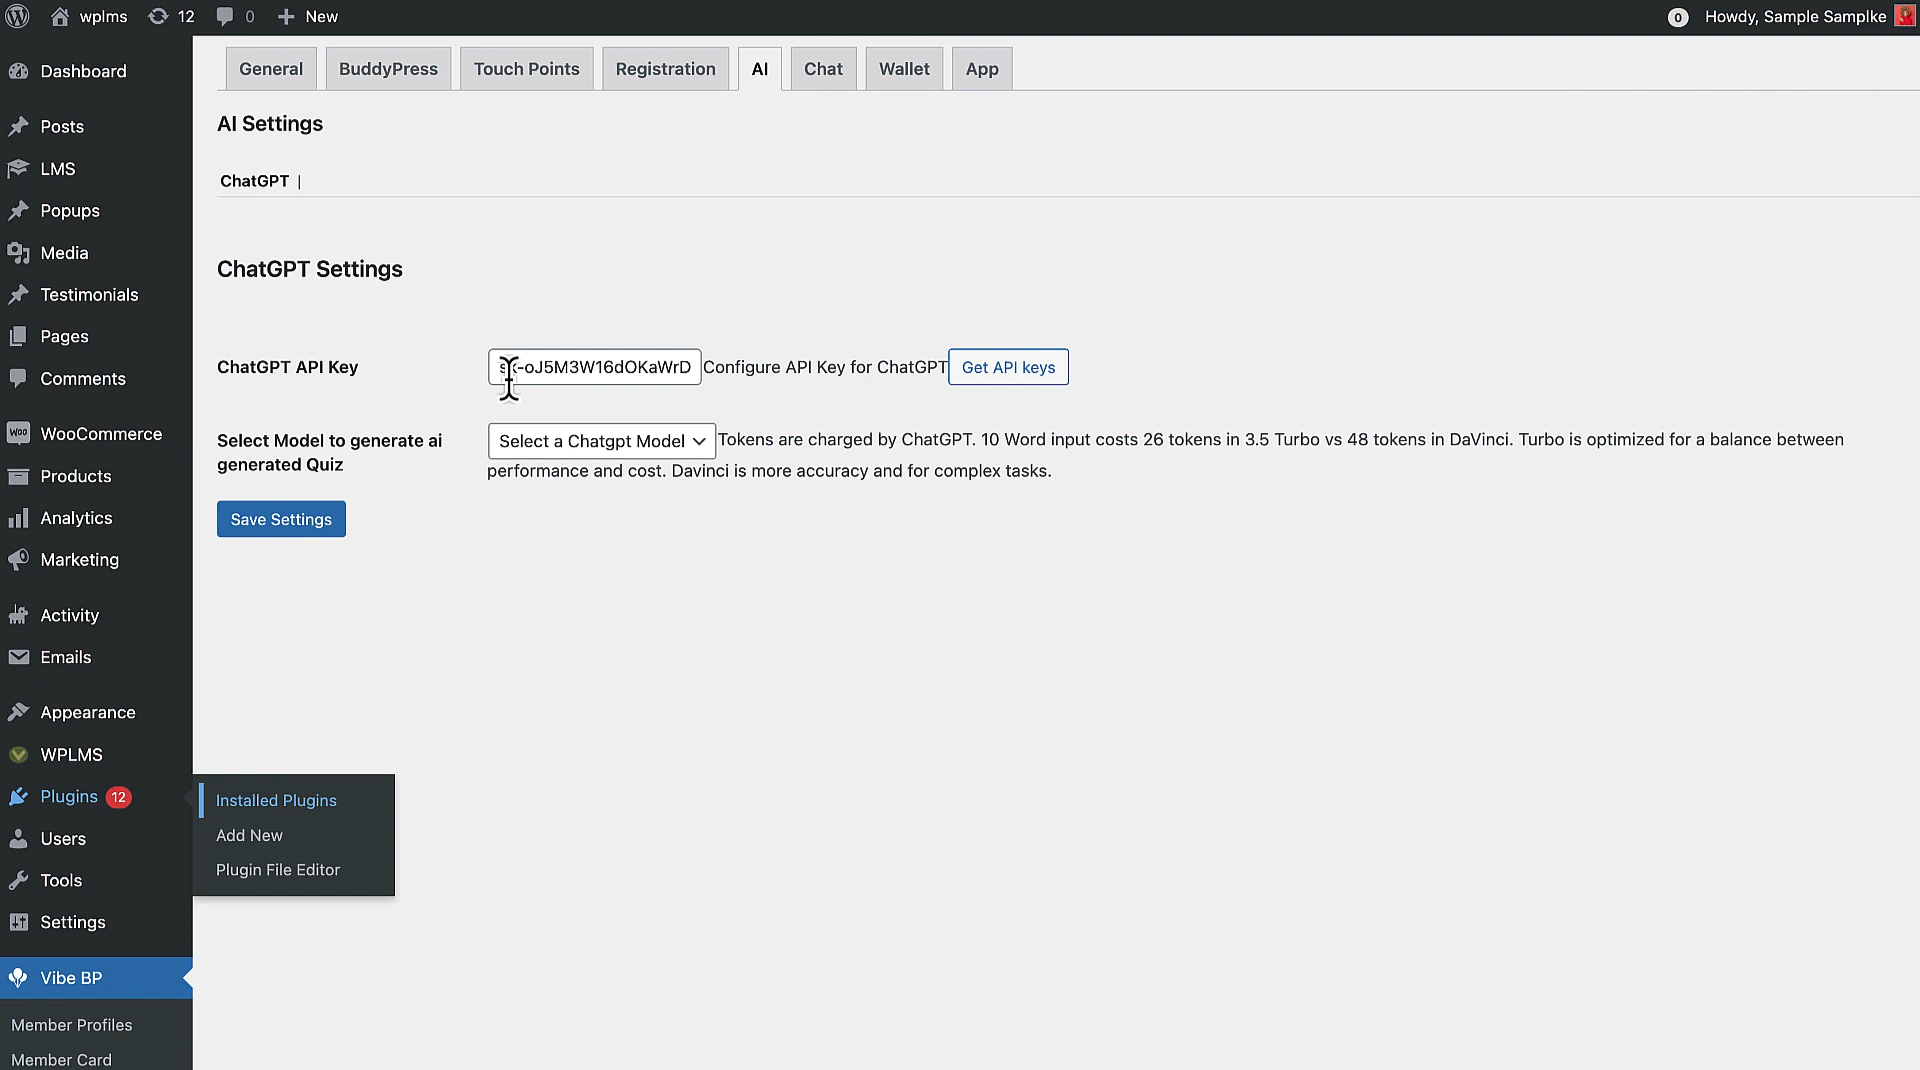 wplms 12 0 New
0 Howdy, Sample Samplke
General BuddyPress Touch Points Registration AI Chat Wallet App
AI Settings
ChatGPT |
ChatGPT Settings
ChatGPT API Key sk-oJ5M3W16dOKaWrD Configure API Key for ChatGPT Get API keys
Select Model to generate ai
generated Quiz
Select a Chatgpt Model Tokens are charged by ChatGPT. 10 Word input costs 26 tokens in 3.5 Turbo vs 48 tokens in DaVinci. Turbo is optimized for a balance between
performance and cost. Davinci is more accuracy and for complex tasks.
Save Settings
Dashboard
Posts
LMS
Popups
Media
Testimonials
Pages
Comments
Woo WooCommerce
Products
Analytics
Marketing
Activity
Emails
Appearance
WPLMS
Plugins 12
Installed Plugins
Add New
Plugin File Editor
Users
Tools
Settings
Vibe BP
Member Profiles
Member Card